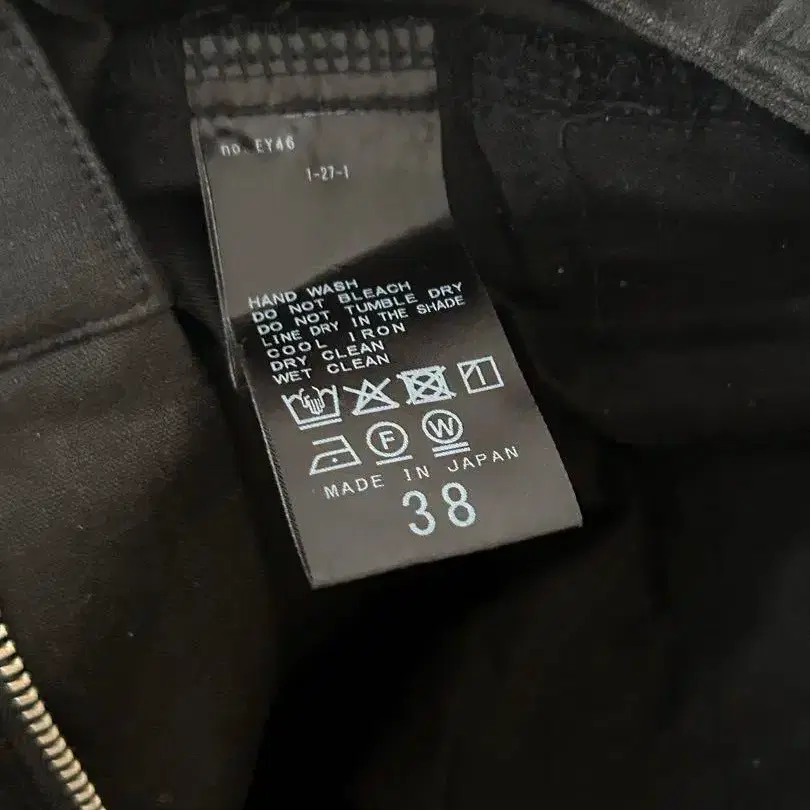 no. EY46
1-27-1
HAND WASH
DO NOT BLEACH
DO NOT TUMBLE DRY
LINE DRY IN THE SHADE
COOL IRON
DRY CLEAN
WET CLEAN
F W
MADE IN JAPAN
38